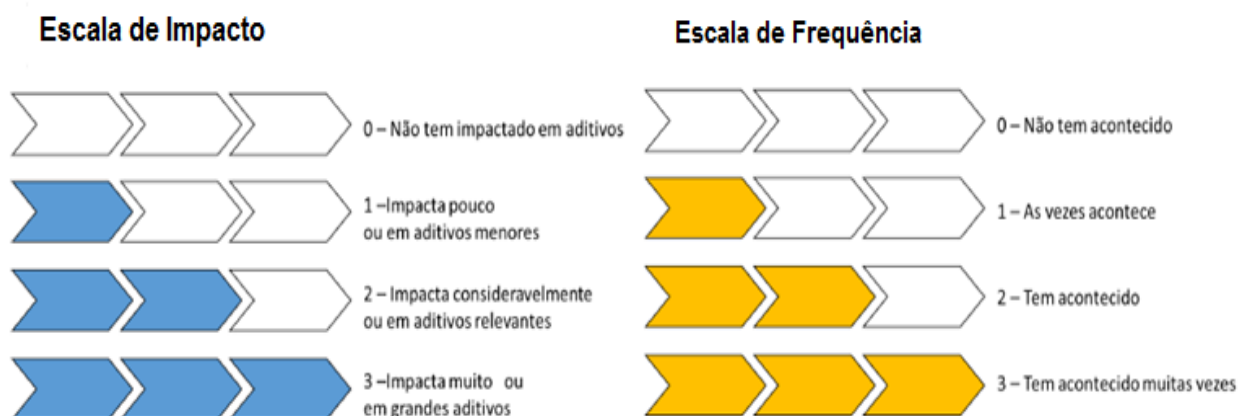 Escala de Impacto
0 – Não tem impactado em aditivos
1 –Impacta pouco
ou em aditivos menores
2 – Impacta consideravelmente
ou em aditivos relevantes
3 –Impacta muito ou
em grandes aditivos
Escala de Frequência
0 – Não tem acontecido
1 – As vezes acontece
2 – Tem acontecido
3 – Tem acontecido muitas vezes